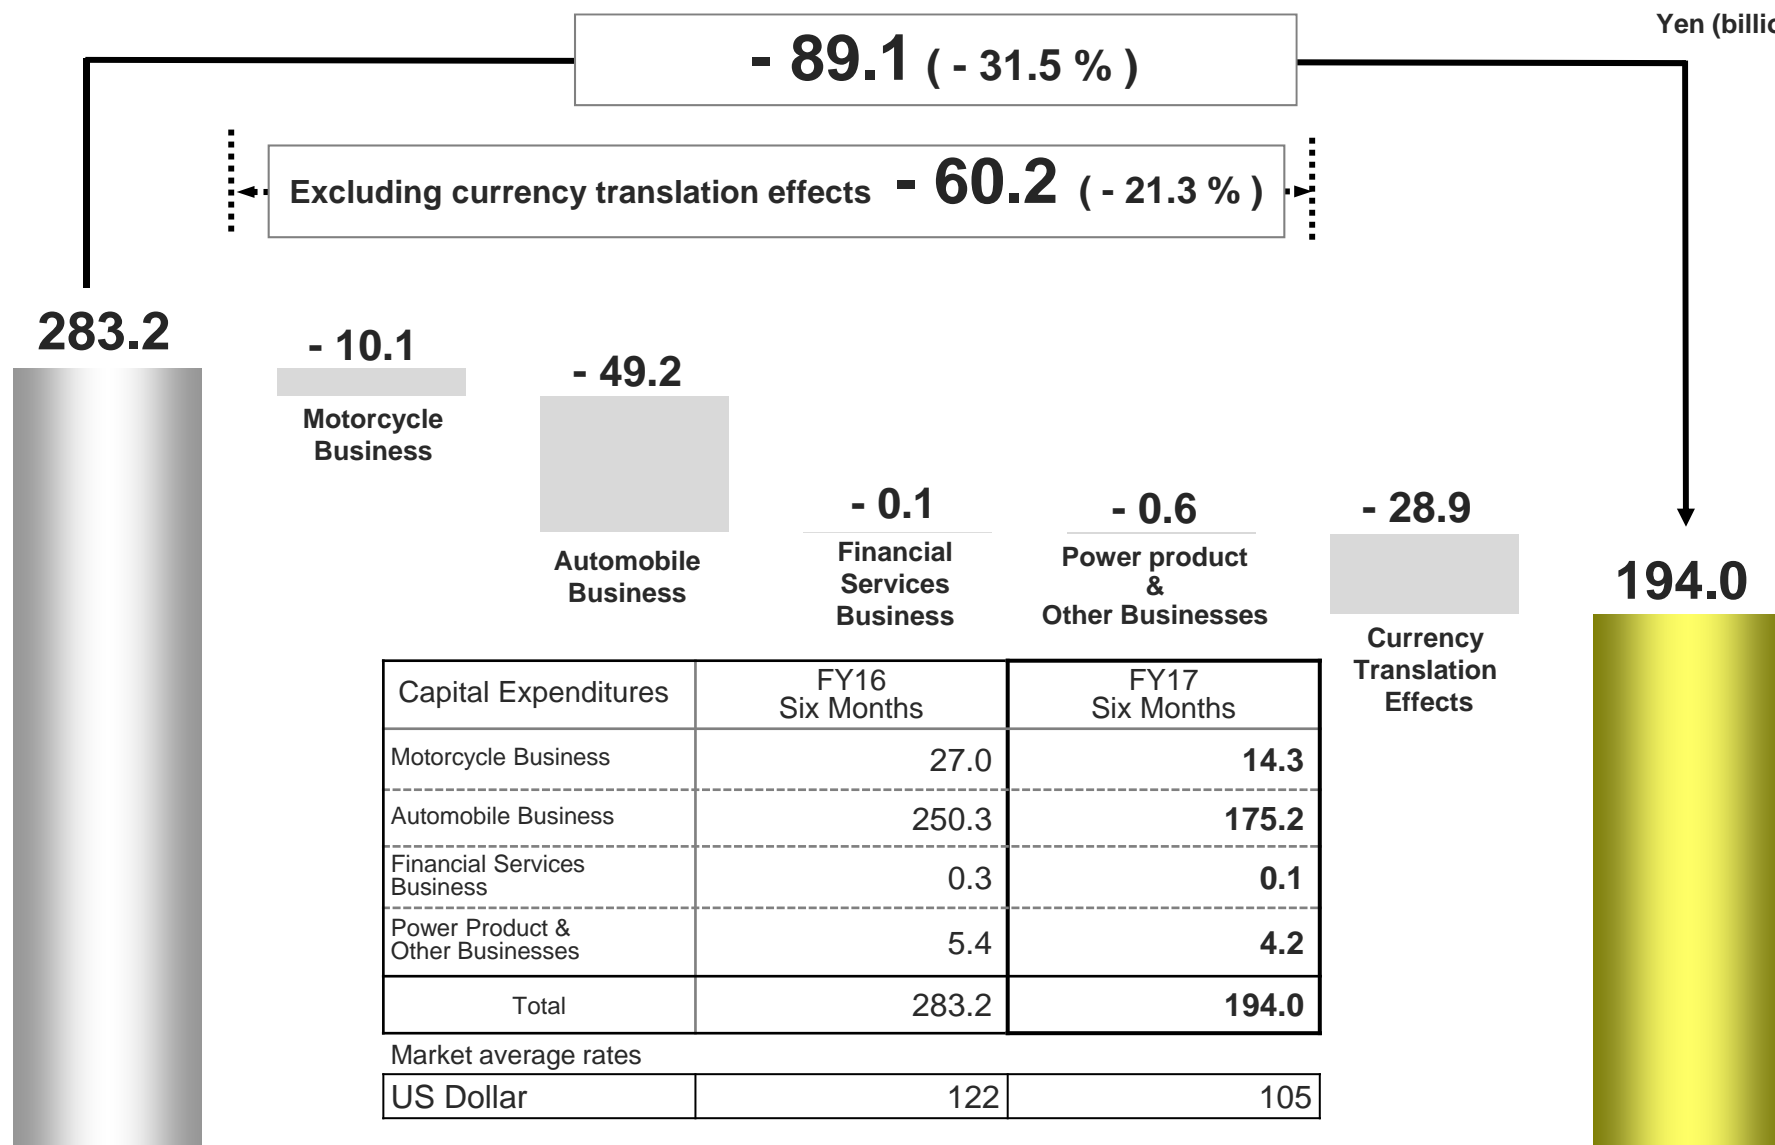 Yen (billio
- 89.1 ( - 31.5 % )
Excluding currency translation effects - 60.2 ( - 21.3 % )
283.2
- 10.1
Motorcycle
Business
- 49.2
Automobile
Business
- 0.1
Financial
Services
Business
- 0.6
Power product
&
Other Businesses
- 28.9
Currency
Translation
Effects
194.0
Capital Expenditures FY16 Six Months FY17 Six Months
Motorcycle Business 27.0 14.3
Automobile Business 250.3 175.2
Financial Services Business 0.3 0.1
Power Product & Other Businesses 5.4 4.2
Total 283.2 194.0
Market average rates
US Dollar 122 105